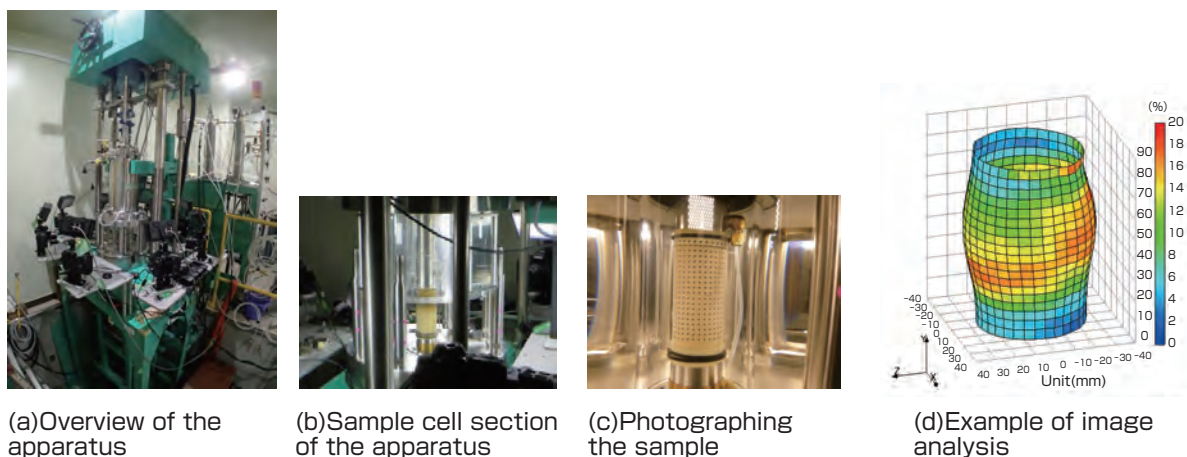 (%)
20
18
90
16
80
14
70
12
60
10
50
8
40
6
30
4
20
2
10
0
0
-40
-30
-20
-10
0
10
20
30
40
40 30 20 10 0 -10 -20 -30 -40
Y
Z
X
Unit(mm)
(a)Overview of the
apparatus
(b)Sample cell section
of the apparatus
(c)Photographing
the sample
(d)Example of image
analysis